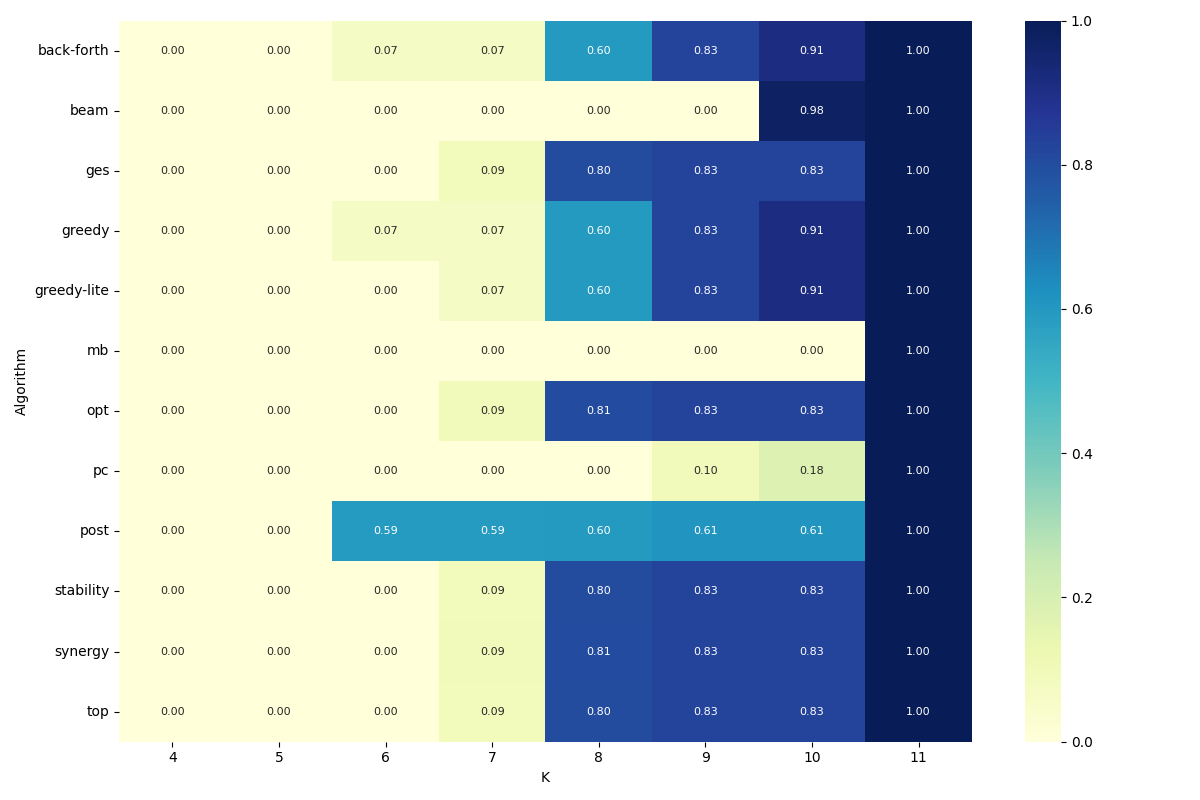 back-forth 0.00 0.00 0.07 0.07 0.60 0.83 0.91 1.00 1.0
beam 0.00 0.00 0.00 0.00 0.00 0.00 0.98 1.00
ges 0.00 0.00 0.00 0.09 0.80 0.83 0.83 1.00 0.8
greedy 0.00 0.00 0.07 0.07 0.60 0.83 0.91 1.00
greedy-lite 0.00 0.00 0.00 0.07 0.60 0.83 0.91 1.00 0.6
mb 0.00 0.00 0.00 0.00 0.00 0.00 0.00 1.00
Algorithm
opt 0.00 0.00 0.00 0.09 0.81 0.83 0.83 1.00
pc 0.00 0.00 0.00 0.00 0.00 0.10 0.18 1.00 0.4
post 0.00 0.00 0.59 0.59 0.60 0.61 0.61 1.00
stability 0.00 0.00 0.00 0.09 0.80 0.83 0.83 1.00 0.2
synergy 0.00 0.00 0.00 0.09 0.81 0.83 0.83 1.00
top 0.00 0.00 0.00 0.09 0.80 0.83 0.83 1.00 0.0
4 5 6 7 8 9 10 11
K